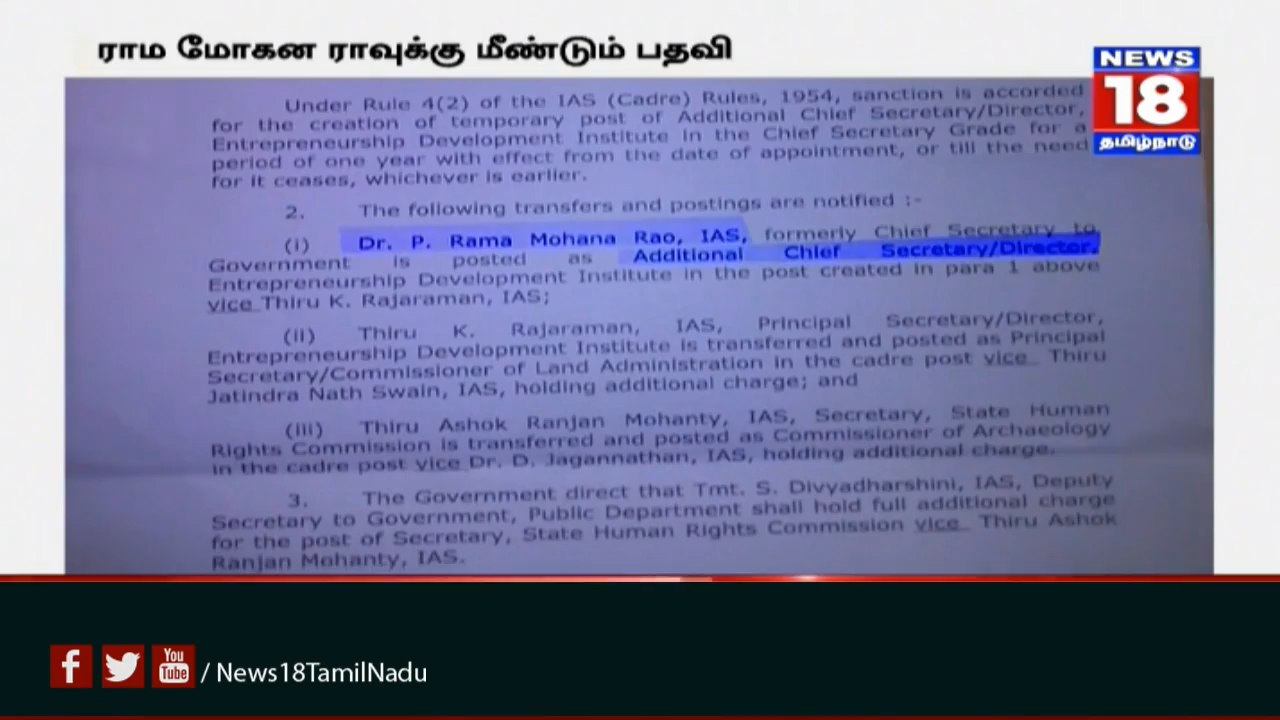 ராம மோகன ராவுக்கு மீண்டும் பதவி
NEWS
18
தமிழ்நாடு
Under Rule 4(2) of the IAS (Cadre) Rules, 1954, sanction is accorded
for the creation of temporary post of Additional Chief Secretary/Director,
Entrepreneurship Development Institute in the Chief Secretary Grade for a
period of one year with effect from the date of appointment, or till the need
for it ceases, whichever is earlier.
2. The following transfers and postings are notified :-
(i) Dr. P. Rama Mohana Rao, IAS, formerly Chief Secretary to
Government is posted as Additional Chief Secretary/Director,
Entrepreneurship Development Institute in the post created in para 1 above
vice Thiru K. Rajaraman, IAS;
(ii) Thiru K. Rajaraman, IAS, Principal Secretary/Director,
Entrepreneurship Development Institute is transferred and posted as Principal
Secretary/Commissioner of Land Administration in the cadre post vice Thiru
Jatindra Nath Swain, IAS, holding additional charge; and
(iii) Thiru Ashok Ranjan Mohanty, IAS, Secretary, State Human
Rights Commission is transferred and posted as Commissioner of Archaeology
in the cadre post vice Dr. D. Jagannathan, IAS, holding additional charge.
3. The Government direct that Tmt. S. Divyadharshini, IAS, Deputy
Secretary to Government, Public Department shall hold full additional charge
for the post of Secretary, State Human Rights Commission vice Thiru Ashok
Ranjan Mohanty, IAS.
f You Tube / News18TamilNadu